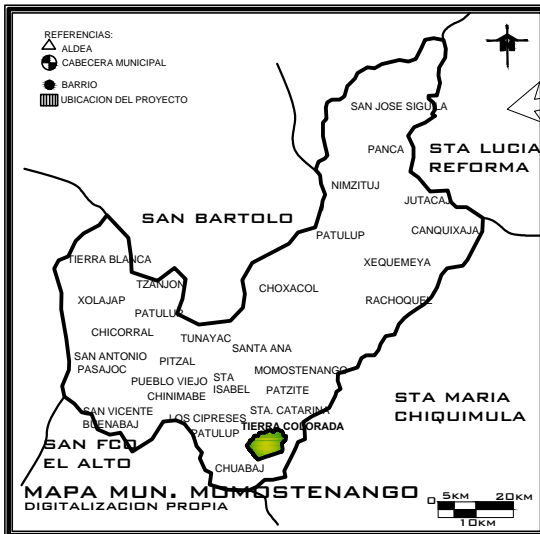 REFERENCIAS:
ALDEA
CABECERA MUNICIPAL
BARRIO
UBICACION DEL PROYECTO
N
SAN JOSE SIGUILA
PANCA
STA LUCIA
REFORMA
NIMZITUJ
JUTACAJ
SAN BARTOLO
PATULUP
CANQUIXAJA
TIERRA BLANCA
XEQUEMEYA
TZANJON
CHOXACOL
XOLAJAP
RACHOQUEL
PATULUP
CHICORRAL
TUNAYAC
SANTA ANA
SAN ANTONIO
PASAJOC
PITZAL
MOMOSTENANGO
PUEBLO VIEJO
STA
ISABEL
PATZITE
CHINIMABE
STA MARIA
CHIQUIMULA
SAN VICENTE
BUENABAJ
LOS CIPRESES
STA. CATARINA
PATULUP
TIERRA COLORADA
SAN FCO
EL ALTO
CHUABAJ
MAPA MUN. MOMOSTENANGO
DIGITALIZACION PROPIA
0 5KM 20KM
10KM